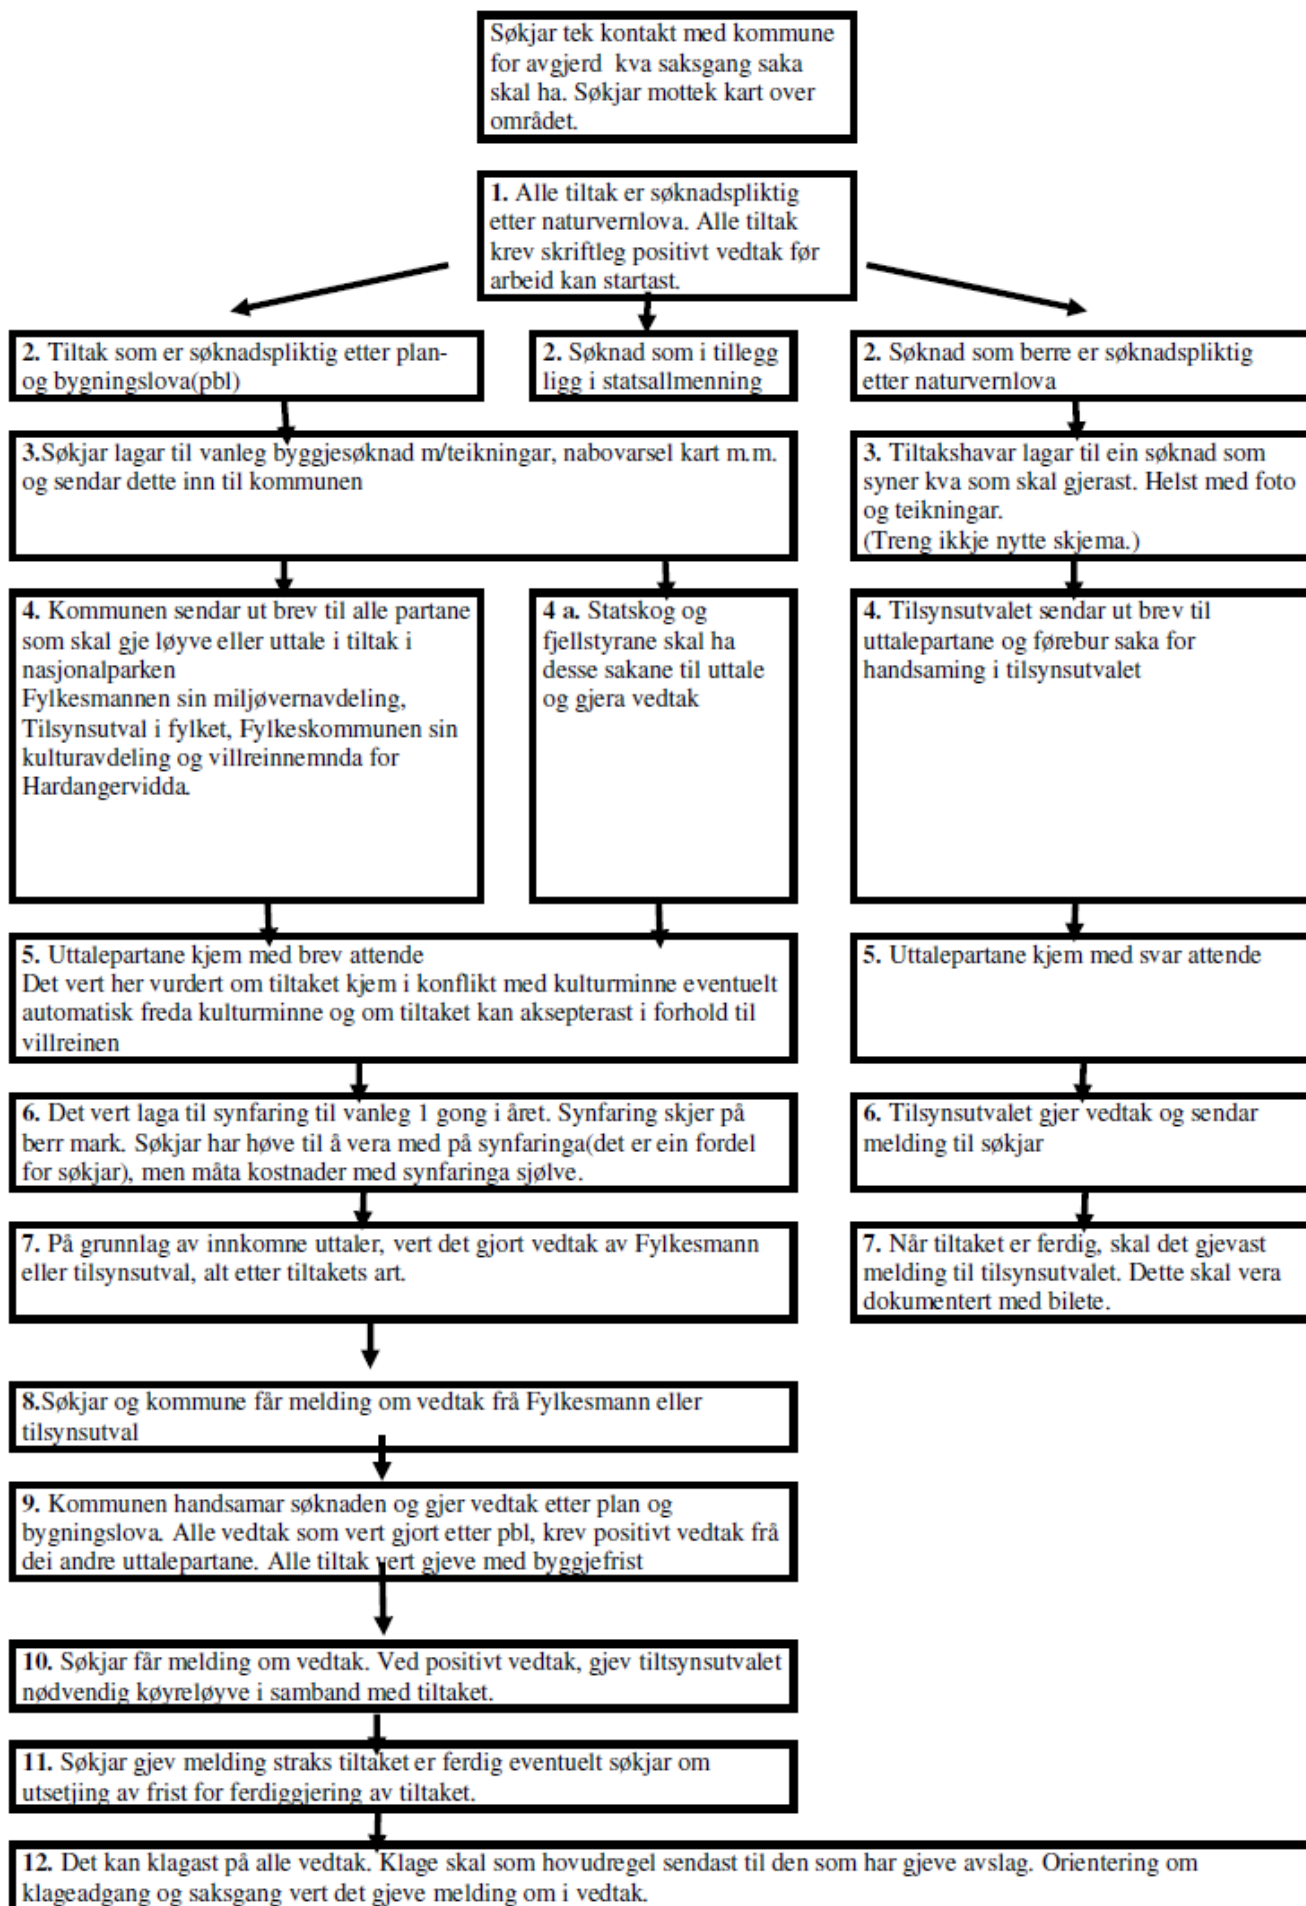 Søkjar tek kontakt med kommune
for avgjerd kva saksgang saka
skal ha. Søkjar mottek kart over
området.
1. Alle tiltak er søknadspliktig
etter naturvernlova. Alle tiltak
krev skriftleg positivt vedtak før
arbeid kan startast.
2. Tiltak som er søknadspliktig etter plan-
og bygningslova(pbl)
2. Søknad som i tillegg
ligg i statsallmenning
2. Søknad som berre er søknadspliktig
etter naturvernlova
3.Søkjar lagar til vanleg byggjesøknad m/teikningar, nabovarsel kart m.m.
og sendar dette inn til kommunen
3. Tiltakshavar lagar til ein søknad som
syner kva som skal gjerast. Helst med foto
og teikningar.
(Treng ikkje nytte skjema.)
4. Kommunen sendar ut brev til alle partane
som skal gje løyve eller uttale i tiltak i
nasjonalparken
Fylkesmannen sin miljøvernavdeling,
Tilsynsutval i fylket, Fylkeskommunen sin
kulturavdeling og villreinnemnda for
Hardangervidda.
4 a. Statskog og
fjellstyrane skal ha
desse sakane til uttale
og gjera vedtak
4. Tilsynsutvalet sendar ut brev til
uttalepartane og førebur saka for
handsaming i tilsynsutvalet
5. Uttalepartane kjem med brev attende
Det vert her vurdert om tiltaket kjem i konflikt med kulturminne eventuelt
automatisk freda kulturminne og om tiltaket kan aksepterast i forhold til
villreinen
5. Uttalepartane kjem med svar attende
6. Det vert laga til synfaring til vanleg 1 gong i året. Synfaring skjer på
berr mark. Søkjar har høve til å vera med på synfaringa(det er ein fordel
for søkjar), men måta kostnader med synfaringa sjølve.
6. Tilsynsutvalet gjer vedtak og sendar
melding til søkjar
7. På grunnlag av innkomne uttaler, vert det gjort vedtak av Fylkesmann
eller tilsynsutval, alt etter tiltakets art.
7. Når tiltaket er ferdig, skal det gjevast
melding til tilsynsutvalet. Dette skal vera
dokumentert med bilete.
8.Søkjar og kommune får melding om vedtak frå Fylkesmann eller
tilsynsutval
9. Kommunen handsamar søknaden og gjer vedtak etter plan og
bygningslova. Alle vedtak som vert gjort etter pbl, krev positivt vedtak frå
dei andre uttalepartane. Alle tiltak vert gjeve med byggjefrist
10. Søkjar får melding om vedtak. Ved positivt vedtak, gjev tiltsynsutvalet
nødvendig køyreløyve i samband med tiltaket.
11. Søkjar gjev melding straks tiltaket er ferdig eventuelt søkjar om
utsetjing av frist for ferdiggjering av tiltaket.
12. Det kan klagast på alle vedtak. Klage skal som hovudregel sendast til den som har gjeve avslag. Orientering om
klageadgang og saksgang vert det gjeve melding om i vedtak.